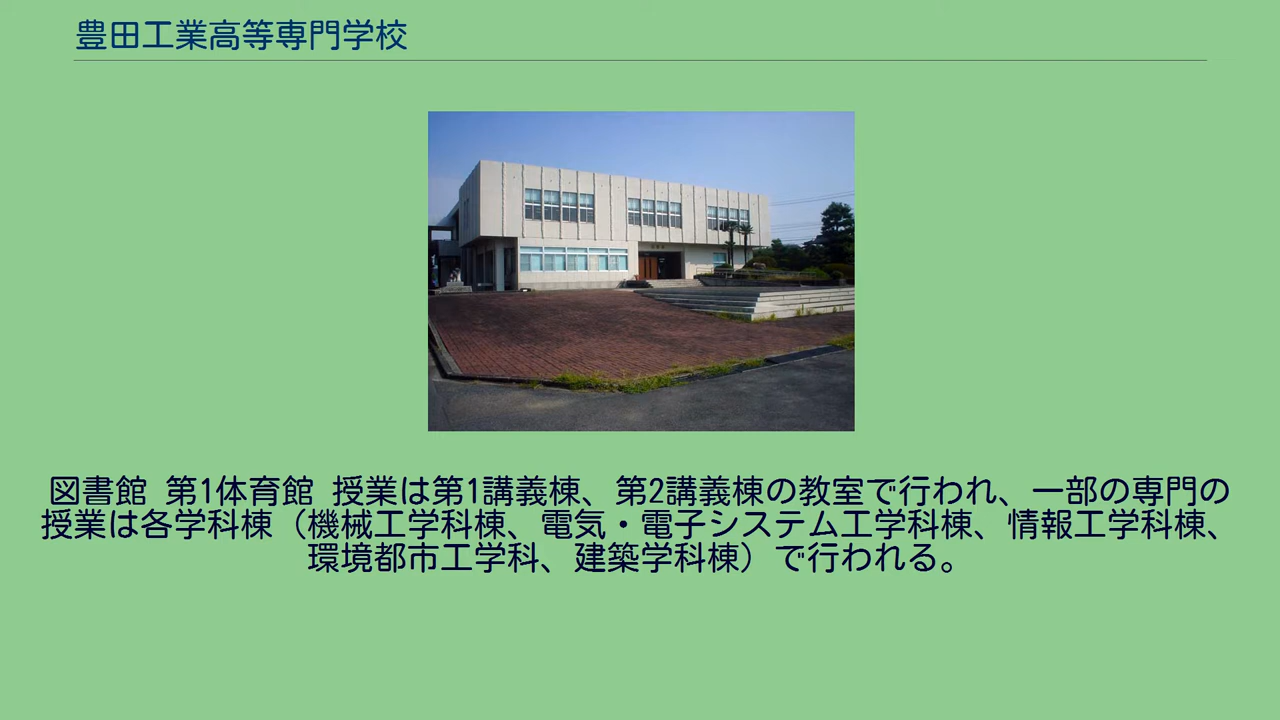 豊田工業高等専門学校
図書館 第1体育館 授業は第1講義棟、第2講義棟の教室で行われ、一部の専門の
授業は各学科棟（機械工学科棟、電気・電子システム工学科棟、情報工学科棟、
環境都市工学科、建築学科棟）で行われる。